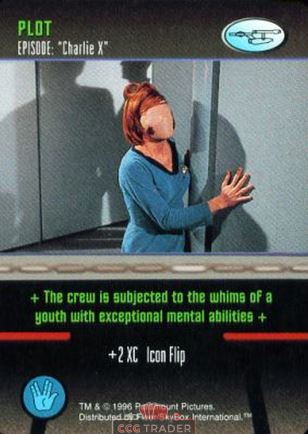 PLOT
EPISODE: "Charlie X"
+ The crew is subjected to the whims of a
youth with exceptional mental abilities +
+2 XC Icon Flip
TM & © 1996 Paramount Pictures.
Distributed by Fleer/SkyBox International.™
CCG TRADER